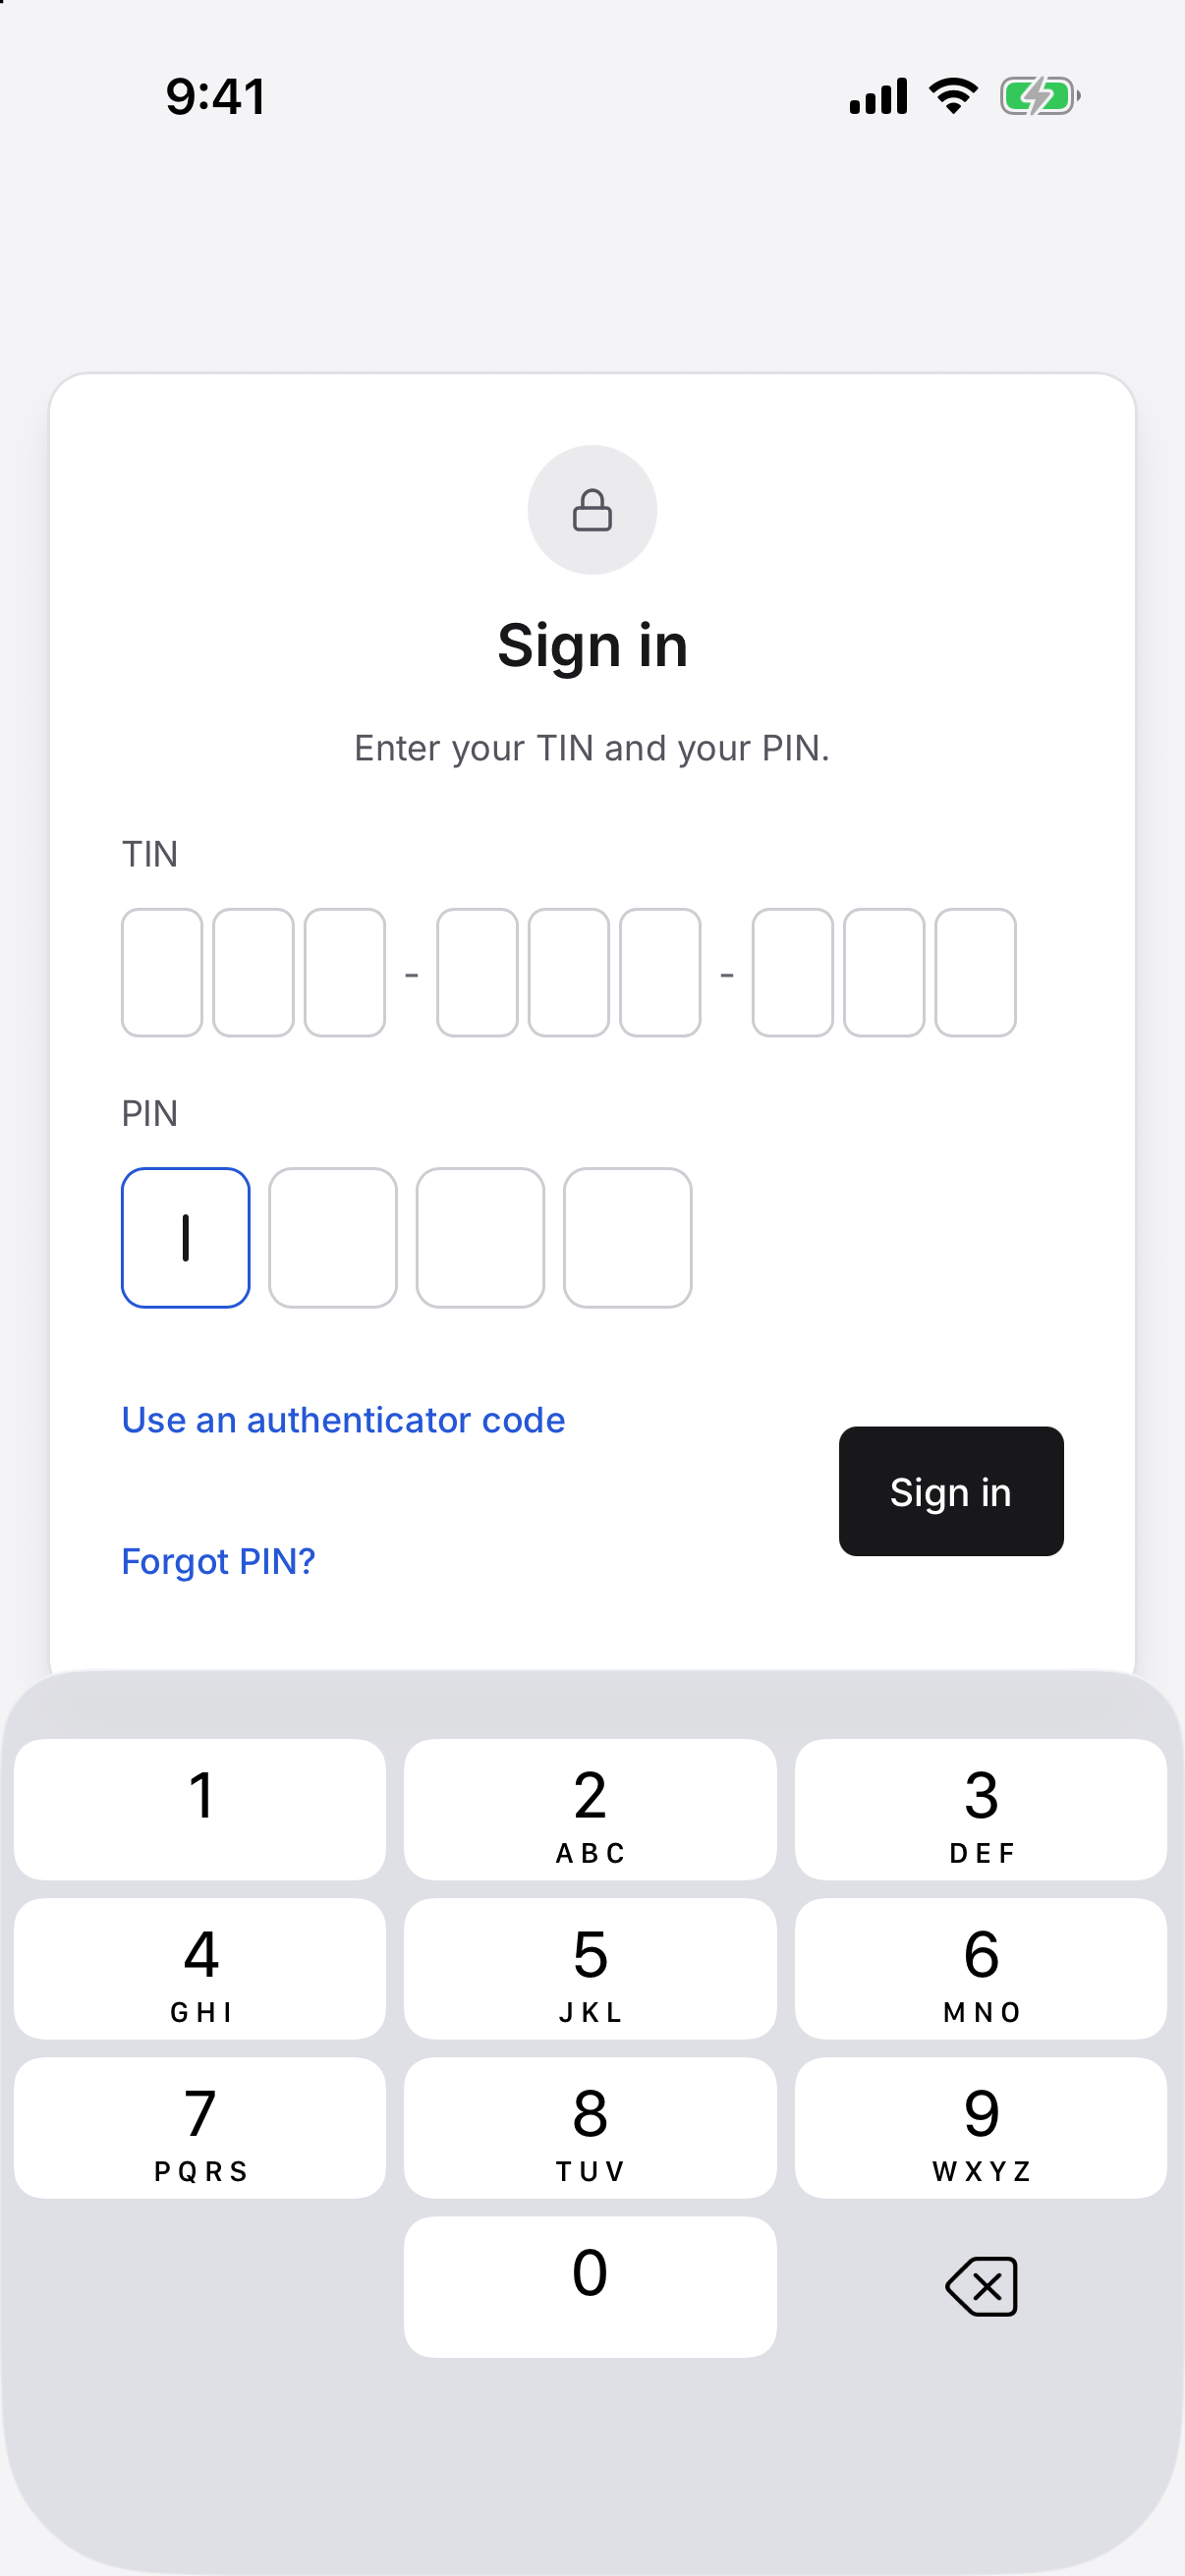 9:41
Sign in
Enter your TIN and your PIN.
TIN
- -
PIN
Use an authenticator code
Sign in
Forgot PIN?
1 2 3
ABC DEF
4 5 6
GHI JKL MNO
7 8 9
PQRS TUV WXYZ
0